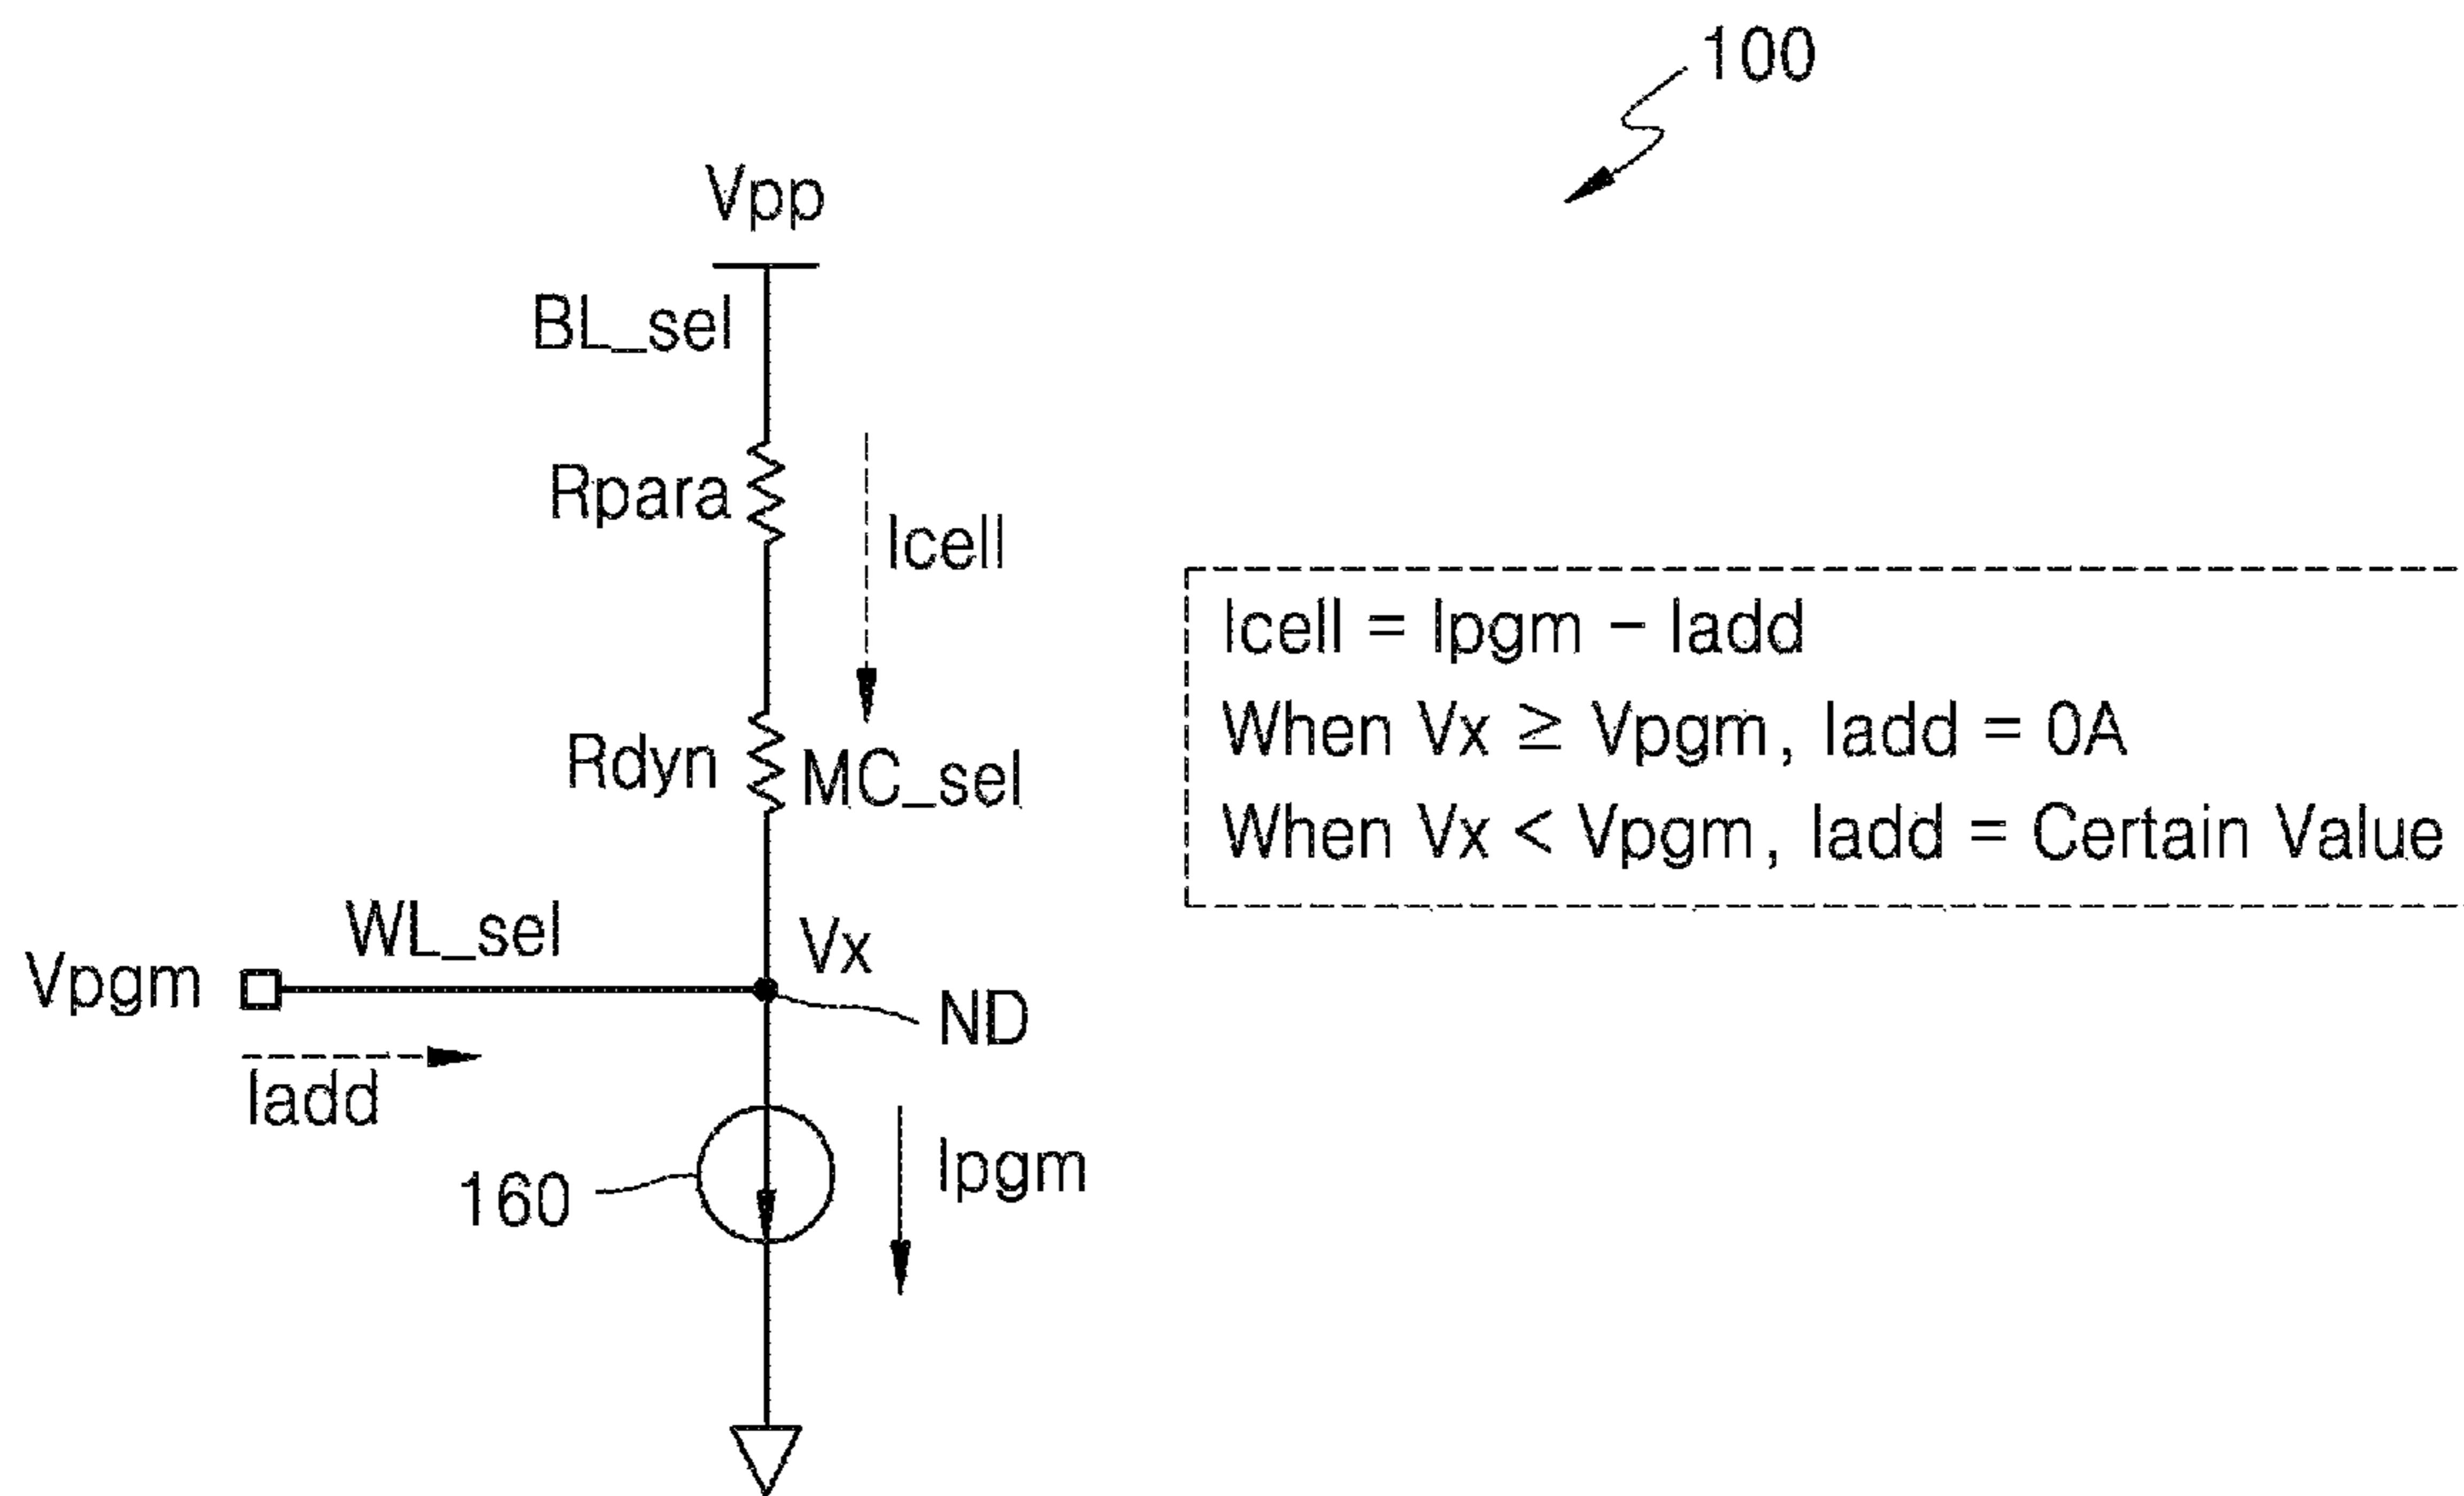 100
Vpp
BL_sel
Rpara
Icell
Icell = Ipgm − Iadd
When Vx ≥ Vpgm, Iadd = 0A
When Vx < Vpgm, Iadd = Certain Value
Rdyn
MC_sel
WL_sel
Vx
Vpgm
ND
Iadd
Ipgm
160